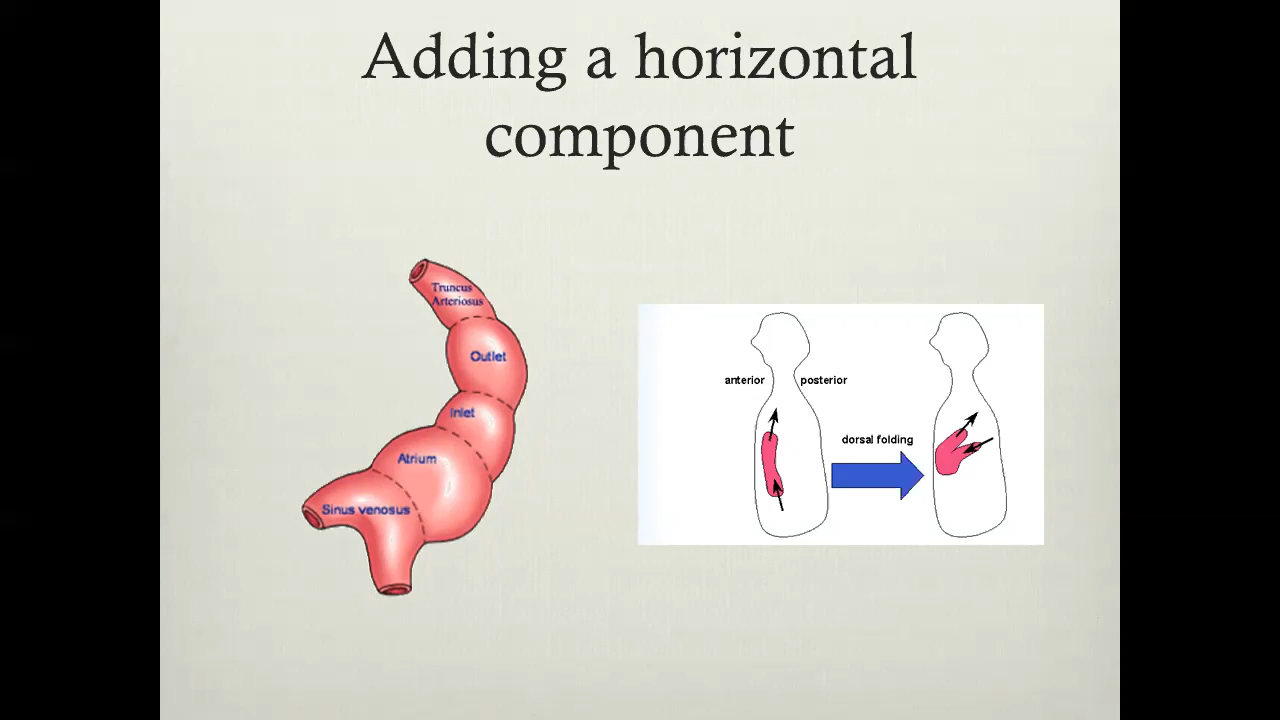 Adding a horizontal
component
Truncus
Arteriosus
Outlet
Inlet
Atrium
Sinus venosus
anterior
posterior
dorsal folding